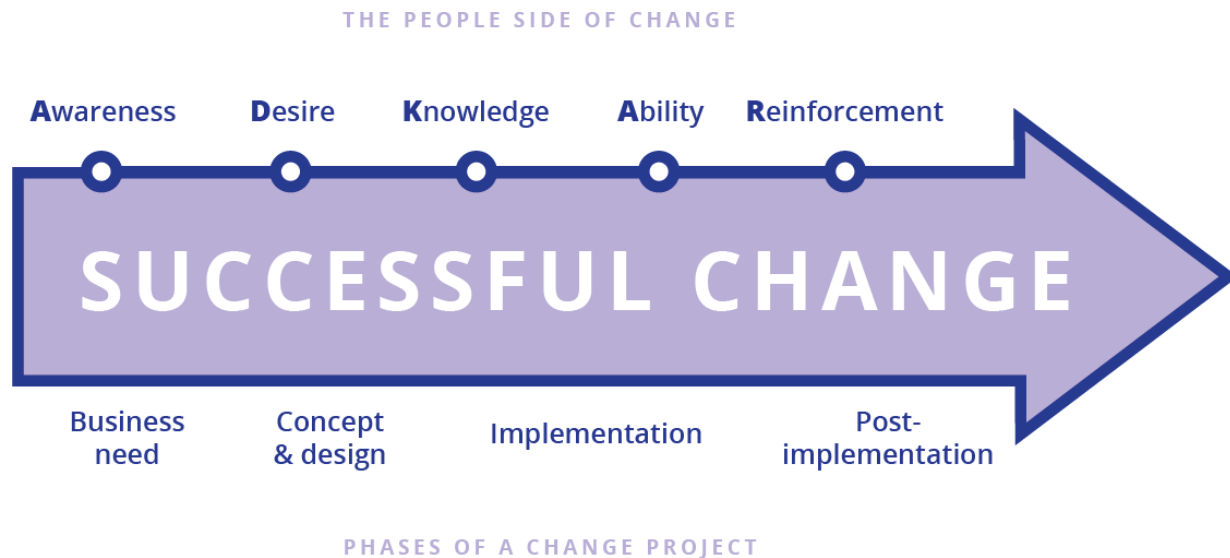 THE PEOPLE SIDE OF CHANGE
Awareness Desire Knowledge Ability Reinforcement
SUCCESSFUL CHANGE
Business need
Concept & design
Implementation
Post-implementation
PHASES OF A CHANGE PROJECT